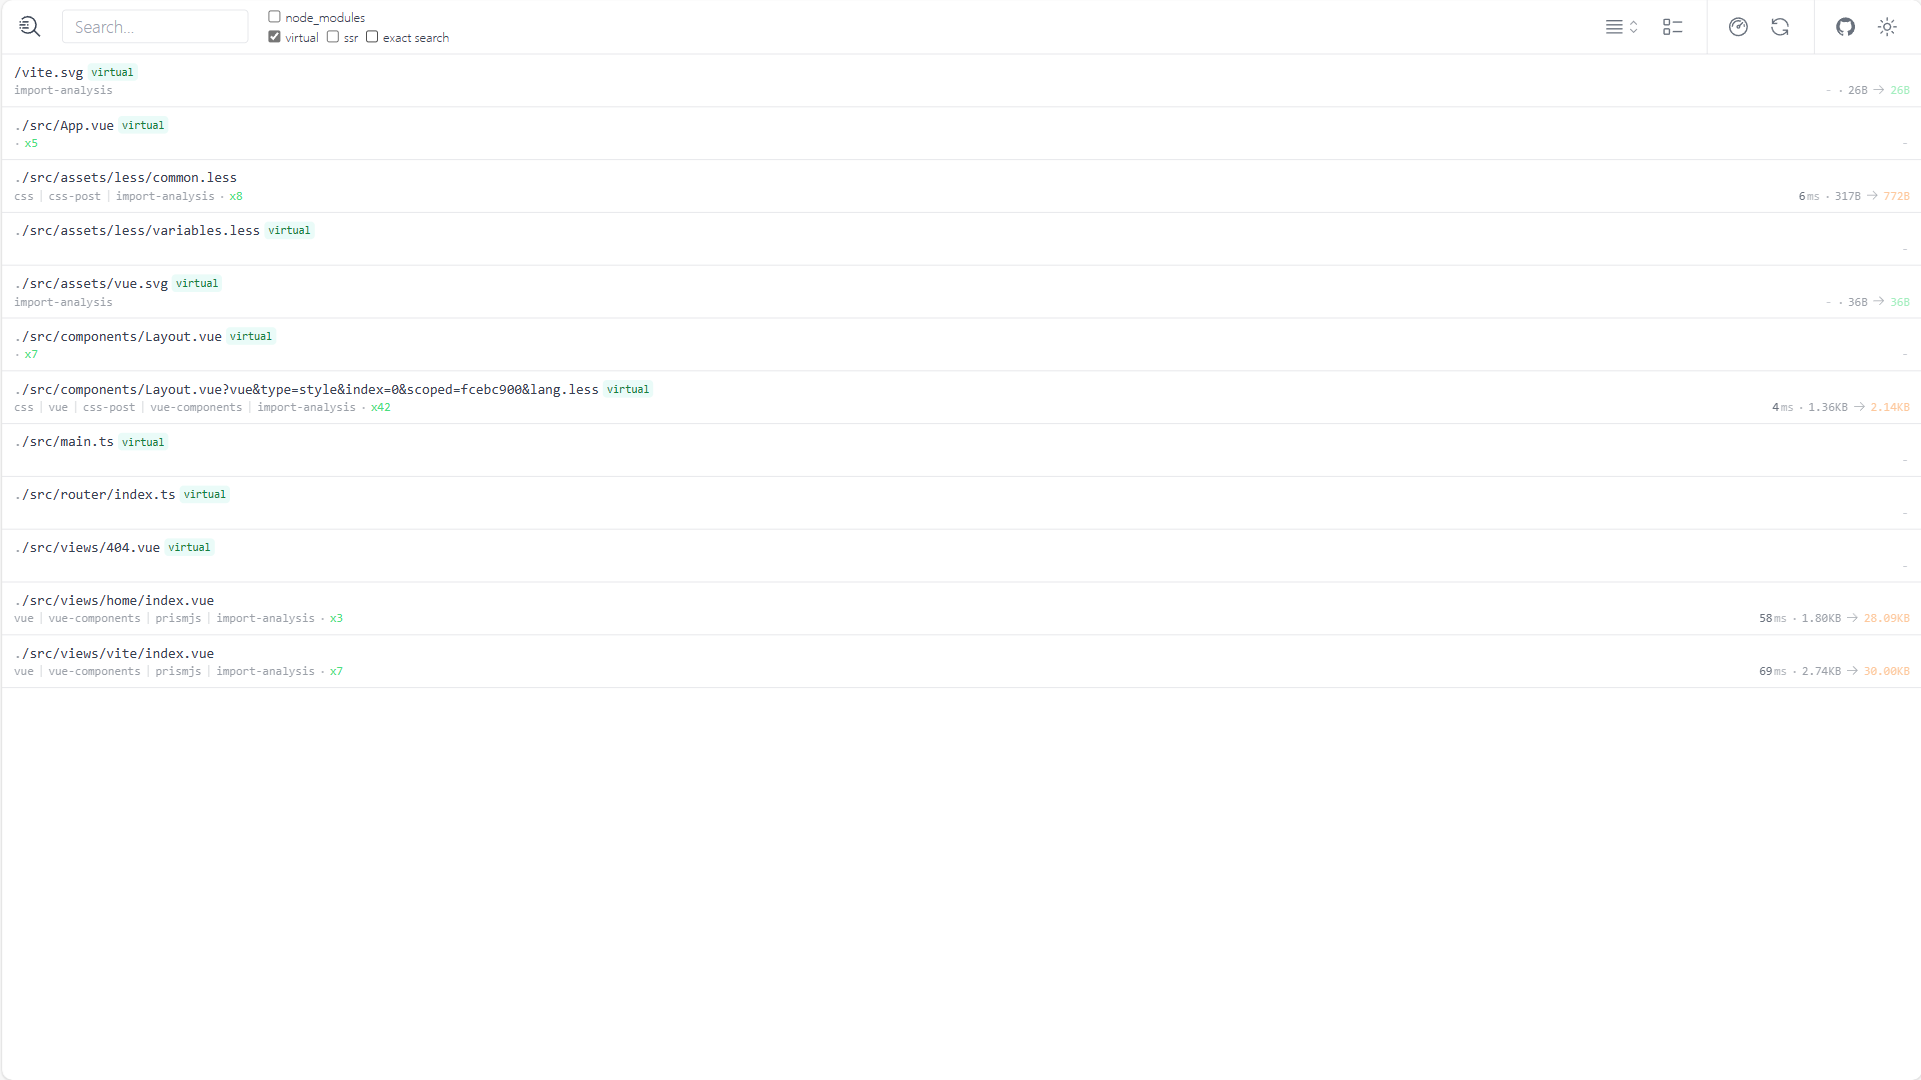 Search...
node_modules
virtual ssr exact search
/vite.svg virtual
import-analysis - · 26B → 26B
./src/App.vue virtual
· x5 -
./src/assets/less/common.less
css | css-post | import-analysis · x8 6ms · 317B → 772B
./src/assets/less/variables.less virtual
-
./src/assets/vue.svg virtual
import-analysis - · 36B → 36B
./src/components/Layout.vue virtual
· x7 -
./src/components/Layout.vue?vue&type=style&index=0&scoped=fcebc900&lang.less virtual
css | vue | css-post | vue-components | import-analysis · x42 4ms · 1.36KB → 2.14KB
./src/main.ts virtual
-
./src/router/index.ts virtual
-
./src/views/404.vue virtual
-
./src/views/home/index.vue
vue | vue-components | prismjs | import-analysis · x3 58ms · 1.80KB → 28.09KB
./src/views/vite/index.vue
vue | vue-components | prismjs | import-analysis · x7 69ms · 2.74KB → 30.00KB